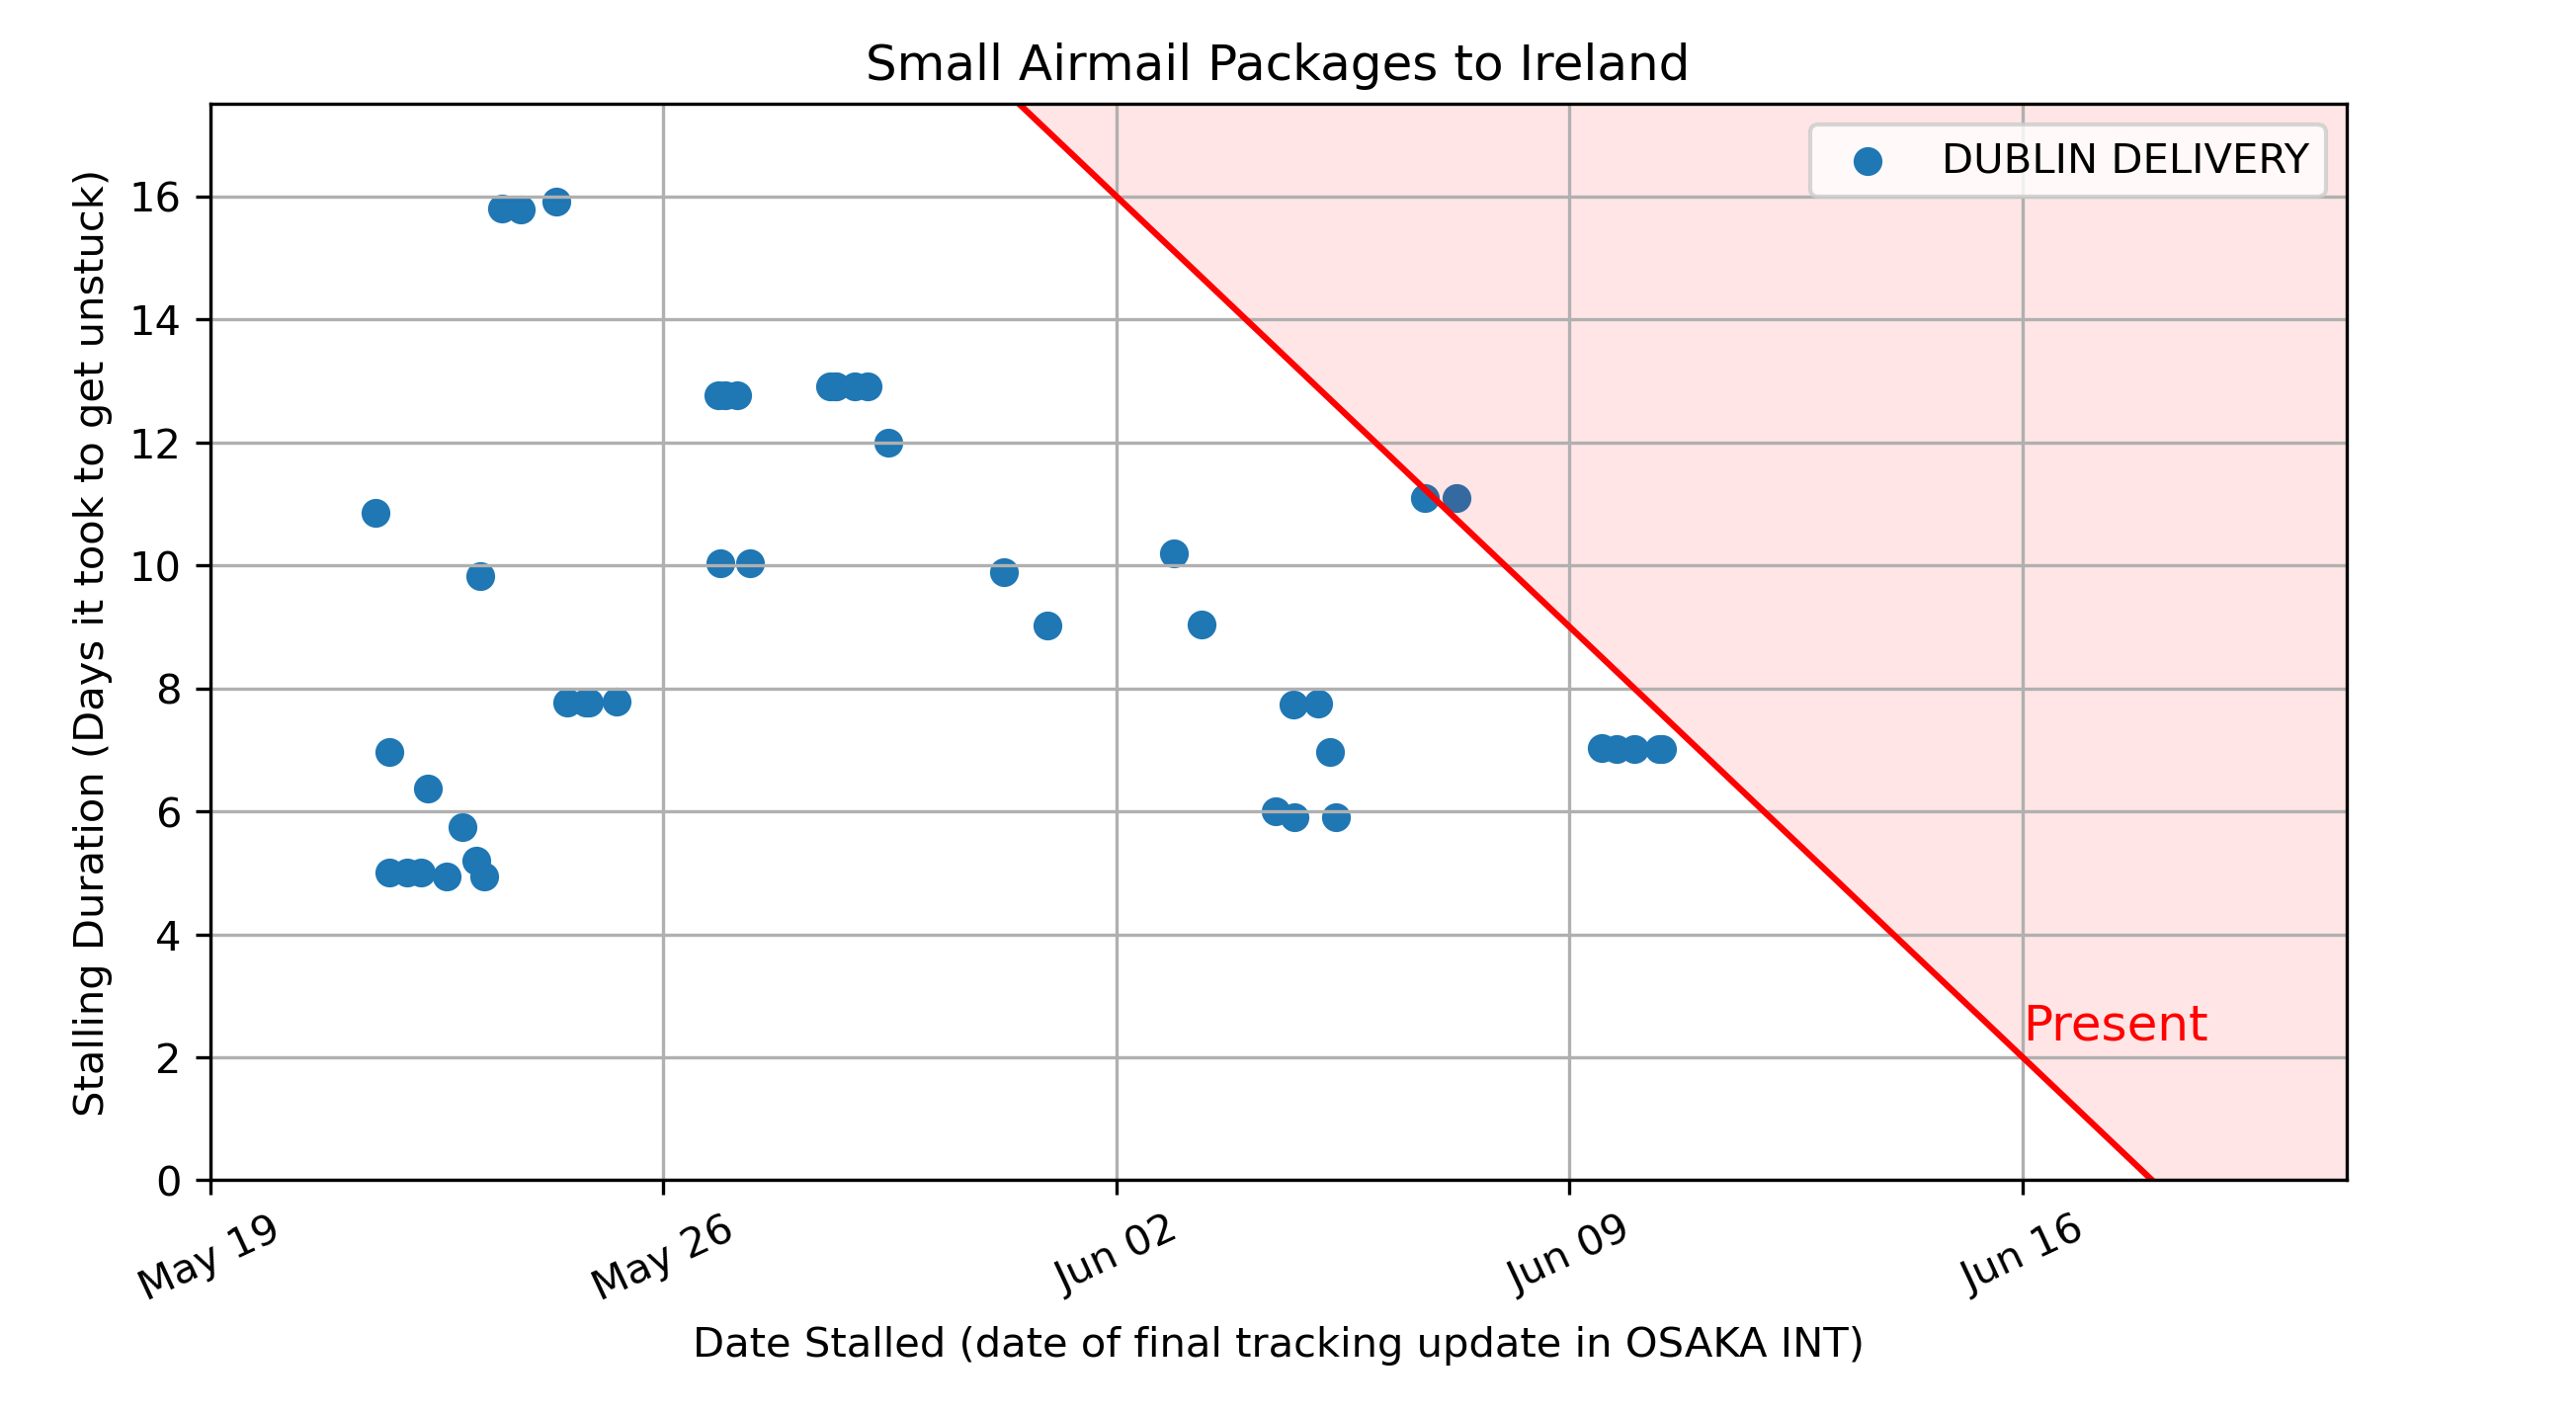 Small Airmail Packages to Ireland
DUBLIN DELIVERY
Stalling Duration (Days it took to get unstuck)
16
14
12
10
8
6
4
2
0
Present
May 19
May 26
Jun 02
Jun 09
Jun 16
Date Stalled (date of final tracking update in OSAKA INT)